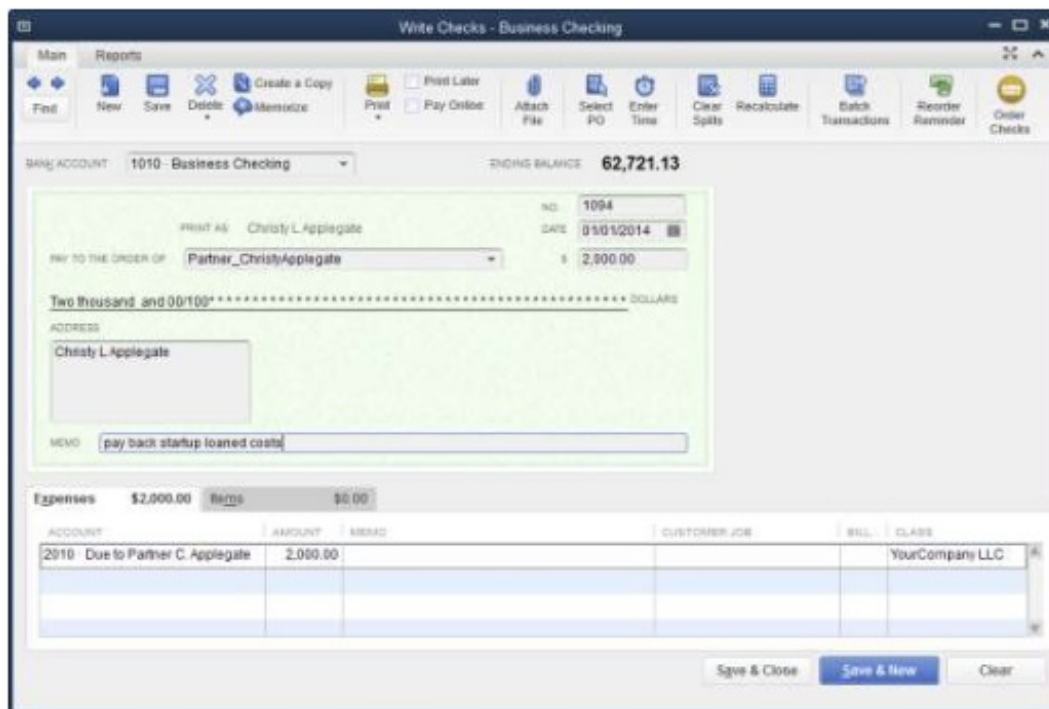 Write Checks - Business Checking
Main Reports
Find New Save Delete Create a Copy Memorize Print Print Later Pay Online Attach File Select PO Enter Time Clear Splits Recalculate Batch Transactions Reorder Reminder Order Checks
BANK ACCOUNT 1010 · Business Checking ENDING BALANCE 62,721.13
NO. 1094
PRINT AS Christy L Applegate DATE 01/01/2014
PAY TO THE ORDER OF Partner_ChristyApplegate $ 2,000.00
Two thousand and 00/100* * * * * * * * * * * * * * * * * * * * * * * * * * * * * * * * * * * * * * * * * * * * * * * * * * * * DOLLARS
ADDRESS
Christy L Applegate
MEMO pay back startup loaned costs
Expenses $2,000.00 Items $0.00
ACCOUNT AMOUNT MEMO CUSTOMER:JOB BILL... CLASS
2010 · Due to Partner C. Applegate 2,000.00 YourCompany LLC
Save & Close Save & New Clear